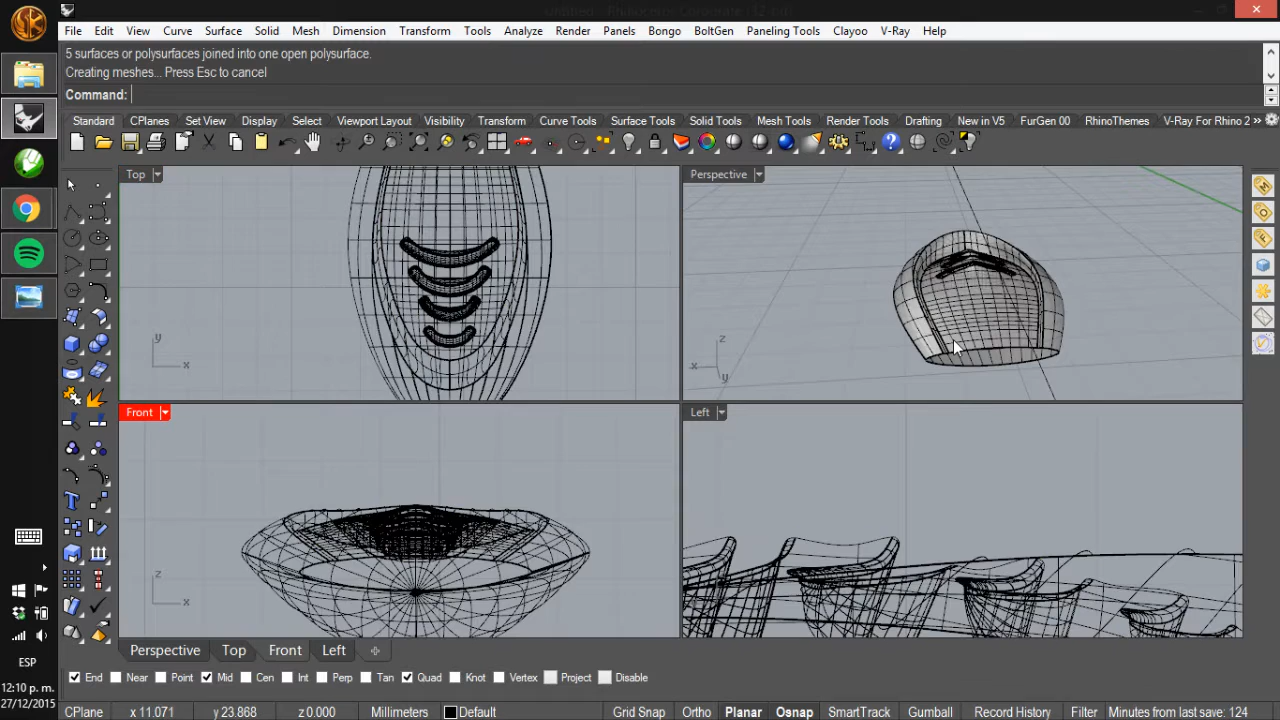 File Edit View Curve Surface Solid Mesh Dimension Transform Tools Analyze Render Panels Bongo BoltGen Paneling Tools Clayoo V-Ray Help
5 surfaces or polysurfaces joined into one open polysurface.
Creating meshes... Press Esc to cancel
Command:
Standard CPlanes Set View Display Select Viewport Layout Visibility Transform Curve Tools Surface Tools Solid Tools Mesh Tools Render Tools Drafting New in V5 FurGen 00 RhinoThemes V-Ray For Rhino 2 »
Top
Perspective
y
x
z
x
y
Front
Left
z
x
Perspective Top Front Left
End Near Point Mid Cen Int Perp Tan Quad Knot Vertex Project Disable
CPlane x 11.071 y 23.868 z 0.000 Millimeters Default Grid Snap Ortho Planar Osnap SmartTrack Gumball Record History Filter Minutes from last save: 124
ESP
12:10 p. m.
27/12/2015